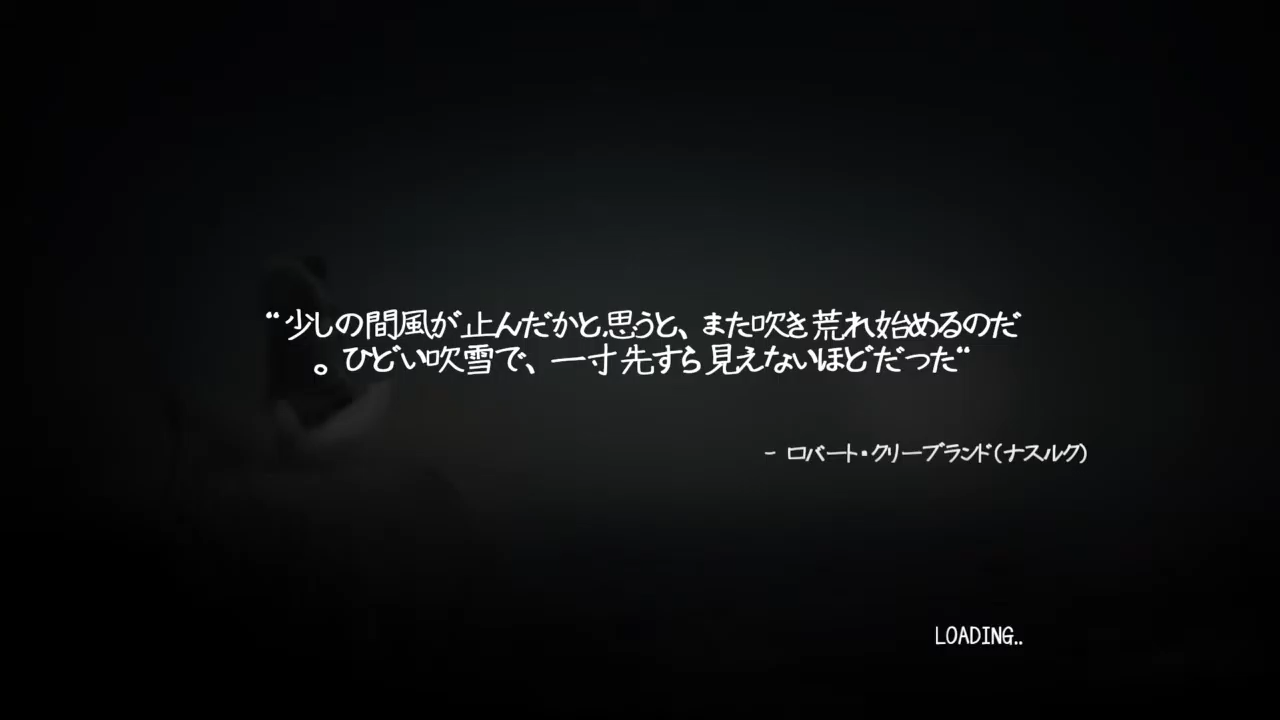 “少しの間風が止んだかと思うと、また吹き荒れ始めるのだ
。ひどい吹雪で、一寸先すら見えないほどだった“
- ロバート・クリーブランド(ナスルク)
LOADING..